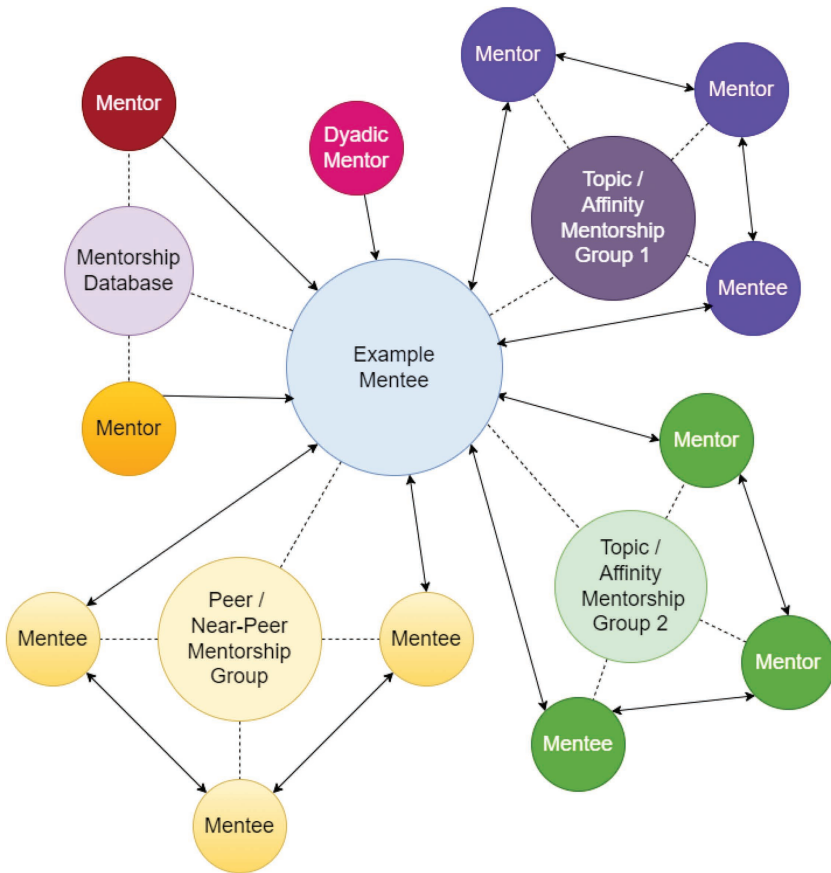 Mentor
Mentor
Mentor
Dyadic
Mentor
Topic /
Affinity
Mentorship
Group 1
Mentorship
Database
Mentee
Example
Mentee
Mentor
Mentor
Topic /
Affinity
Mentorship
Group 2
Peer /
Near-Peer
Mentorship
Group
Mentee
Mentee
Mentor
Mentee
Mentee